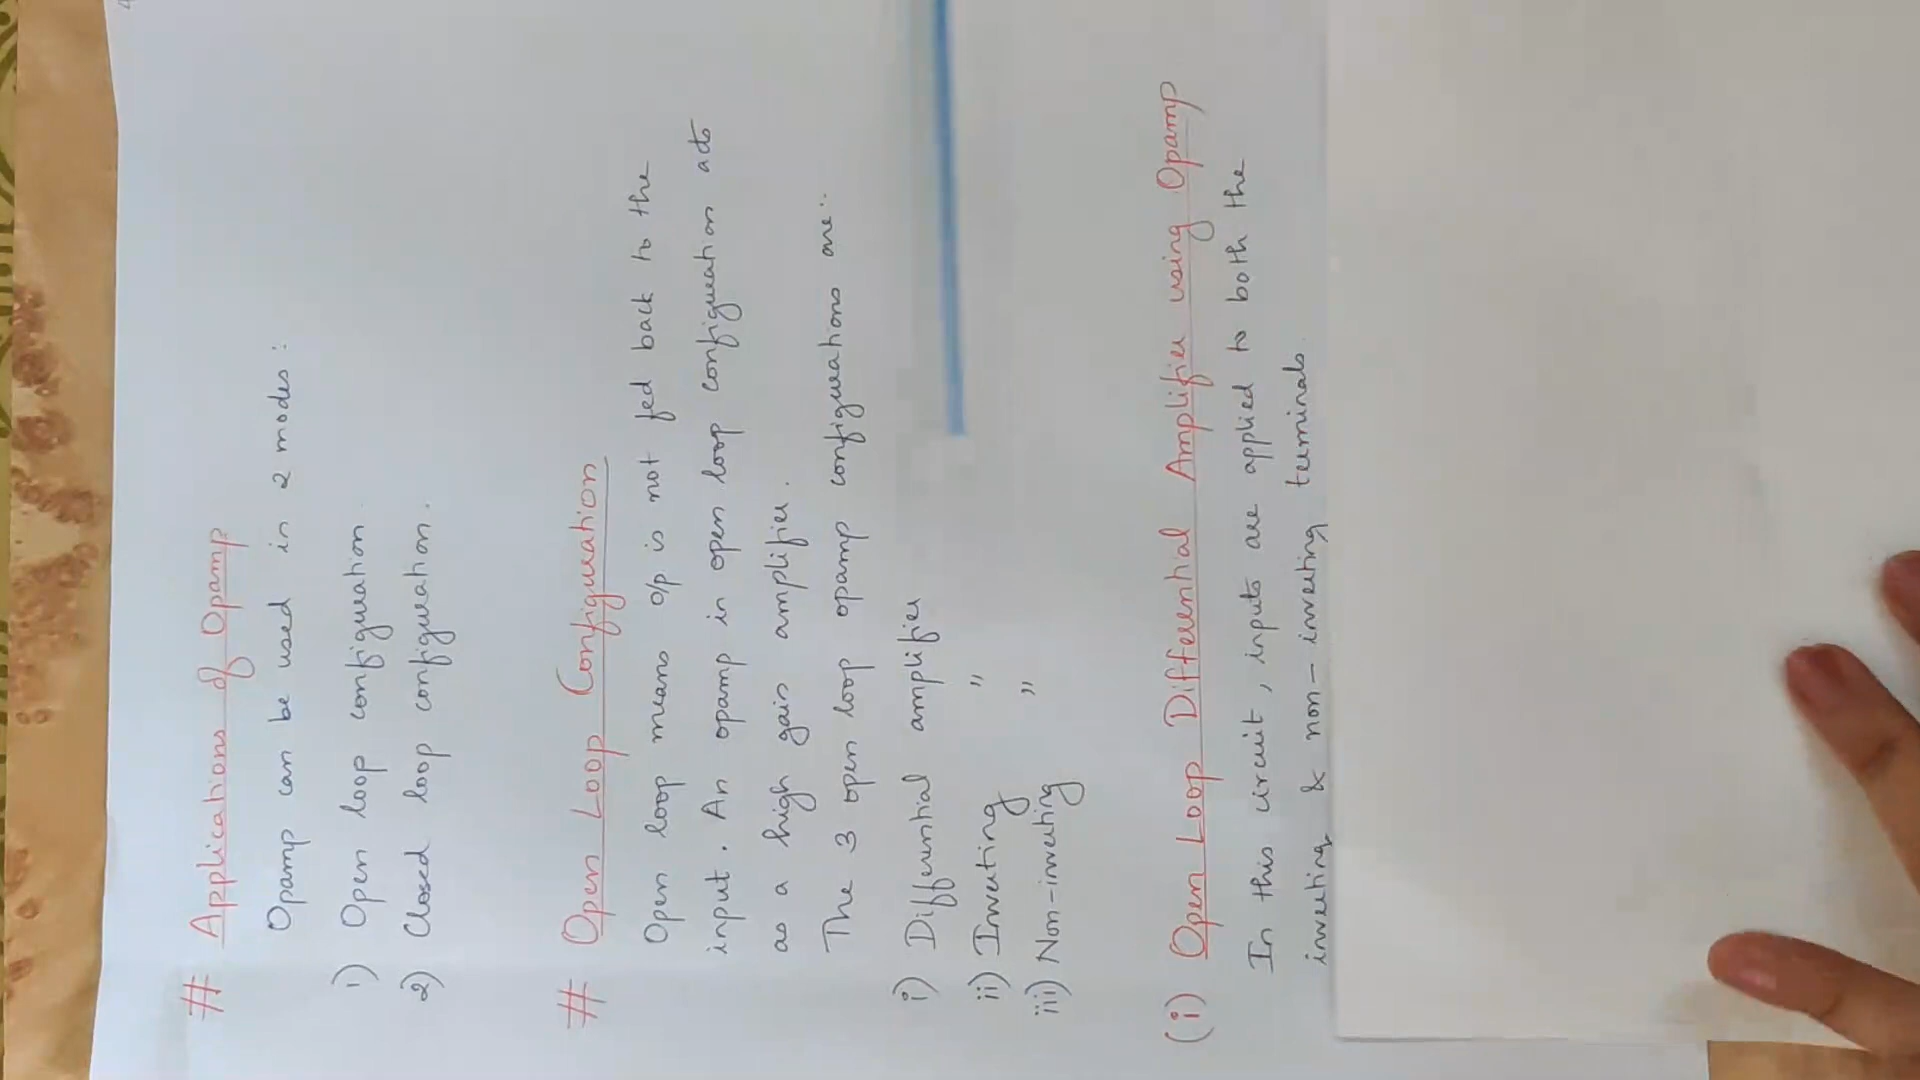 # Applications of Opamp
Opamp can be used in 2 modes:
1) Open loop configuration
2) Closed loop configuration.
# Open Loop Configuration
Open loop means o/p is not fed back to the
input. An opamp in open loop configuration acts
as a high gain amplifier.
The 3 open loop opamp configurations are:
i) Differential amplifier
ii) Inverting "
iii) Non-inverting "
(i) Open Loop Differential Amplifier using Opamp
In this circuit, inputs are applied to both the
inverting & non-inverting terminals.